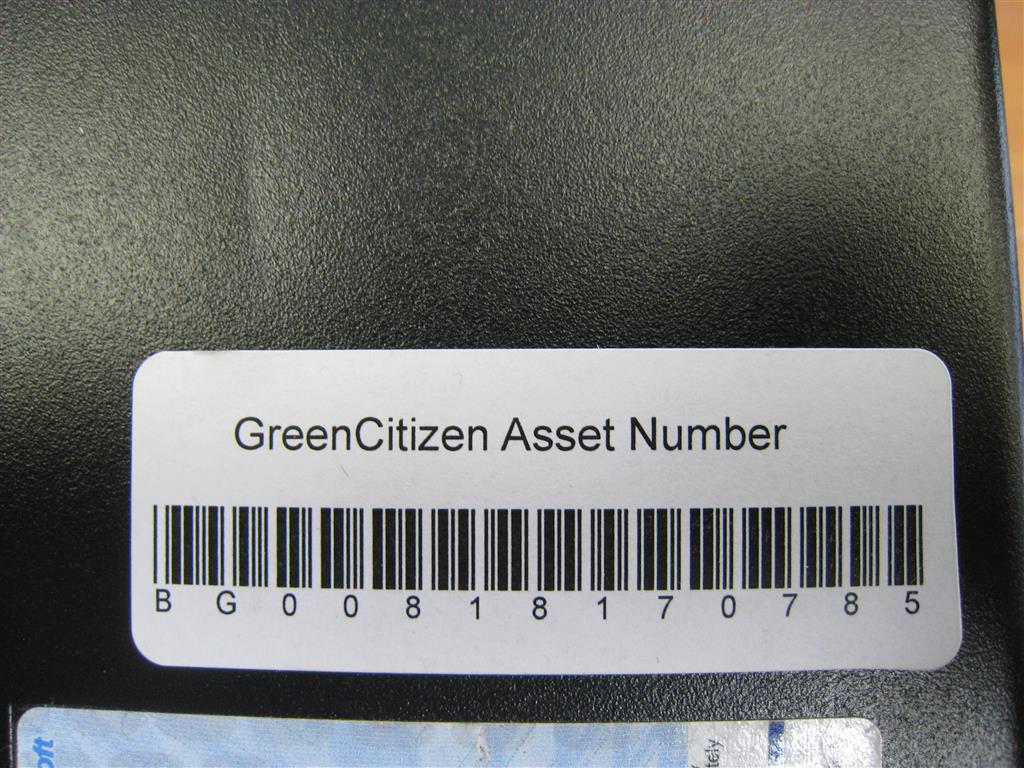 GreenCitizen Asset Number
B G 0 0 8 1 8 1 7 0 7 8 5